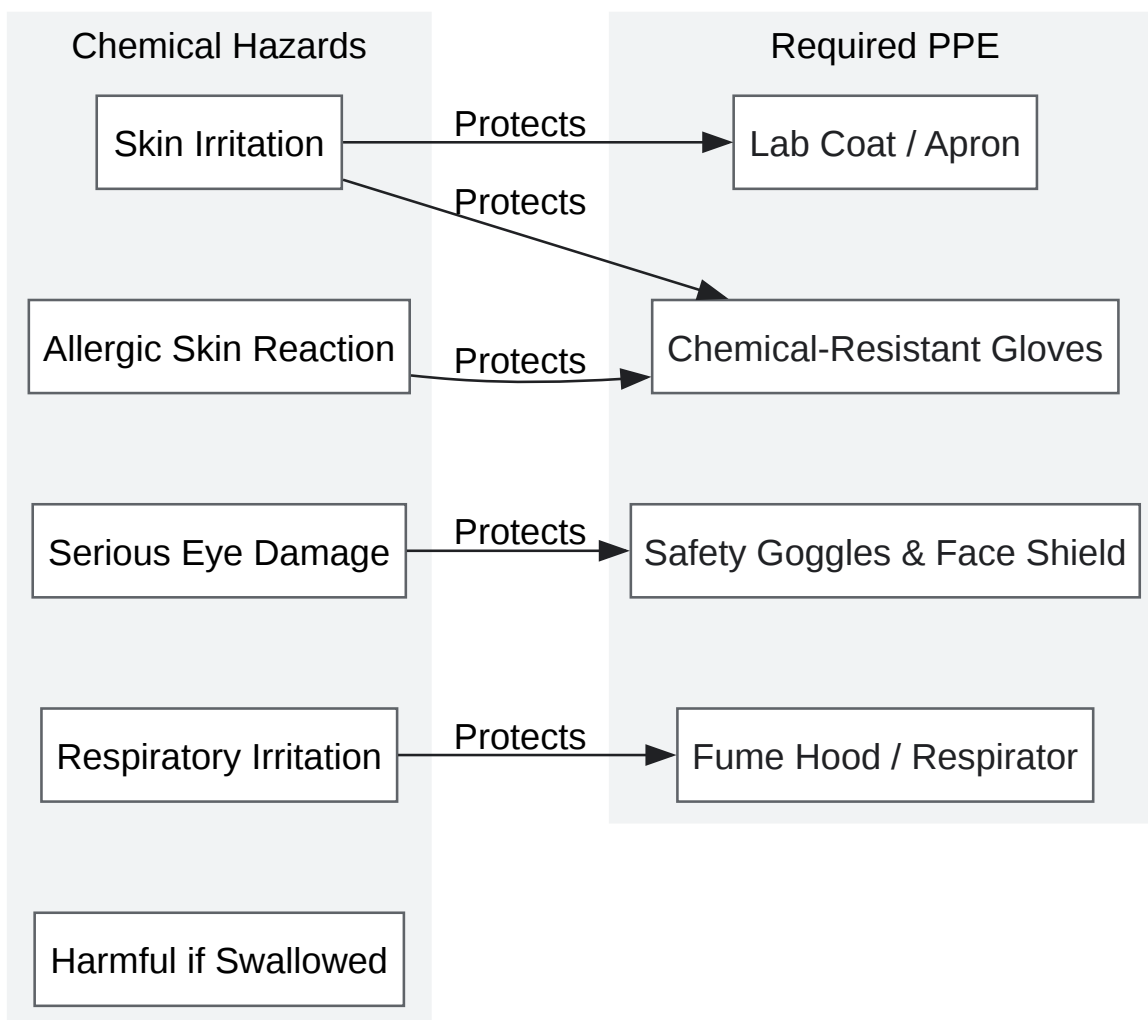 Chemical Hazards
Required PPE
Skin Irritation
Protects
Lab Coat / Apron
Protects
Allergic Skin Reaction
Protects
Chemical-Resistant Gloves
Serious Eye Damage
Protects
Safety Goggles & Face Shield
Respiratory Irritation
Protects
Fume Hood / Respirator
Harmful if Swallowed